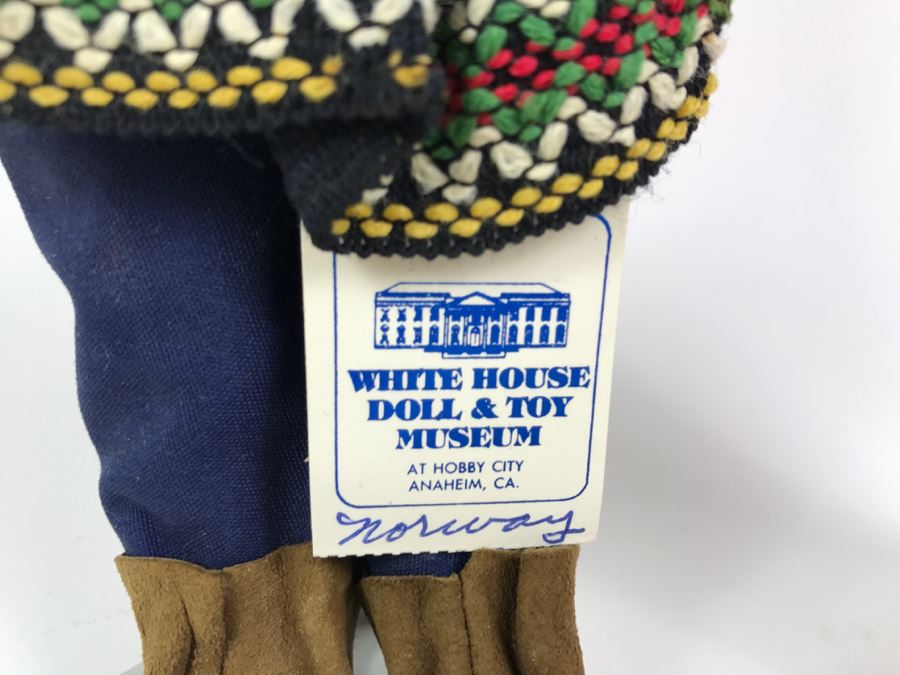 WHITE HOUSE
DOLL & TOY
MUSEUM
AT HOBBY CITY
ANAHEIM, CA.
norway